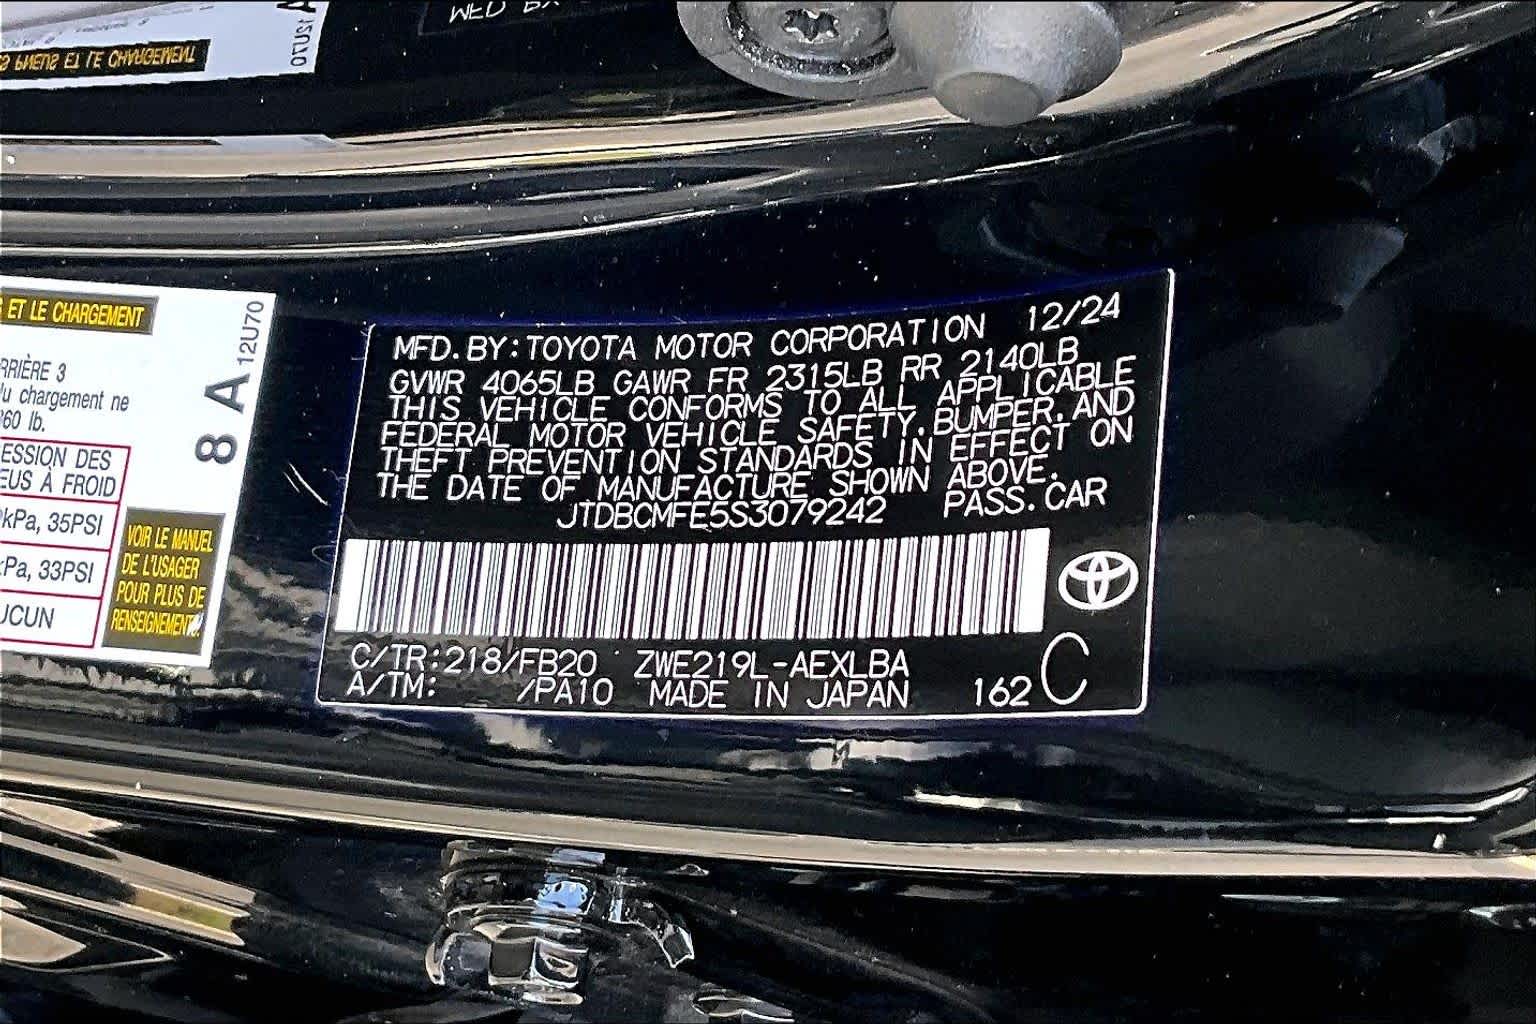 S ET LE CHARGEMENT
12U70
8 A
RRIÈRE 3
du chargement ne
360 lb.
ESSION DES
EUS À FROID
kPa, 35PSI
kPa, 33PSI
UCUN
VOIR LE MANUEL
DE L'USAGER
POUR PLUS DE
RENSEIGNEMENTS.
12/24
MFD. BY: TOYOTA MOTOR CORPORATION
GVWR 4065LB GAWR FR 2315LB RR 2140LB
THIS VEHICLE CONFORMS TO ALL APPLICABLE
FEDERAL MOTOR VEHICLE SAFETY, BUMPER, AND
THEFT PREVENTION STANDARDS IN EFFECT ON
THE DATE OF MANUFACTURE SHOWN ABOVE.
JTDBCMFE5S3079242 PASS. CAR
C/TR: 218/FB20 ZWE219L-AEXLBA
A/TM: /PA10 MADE IN JAPAN 162 C